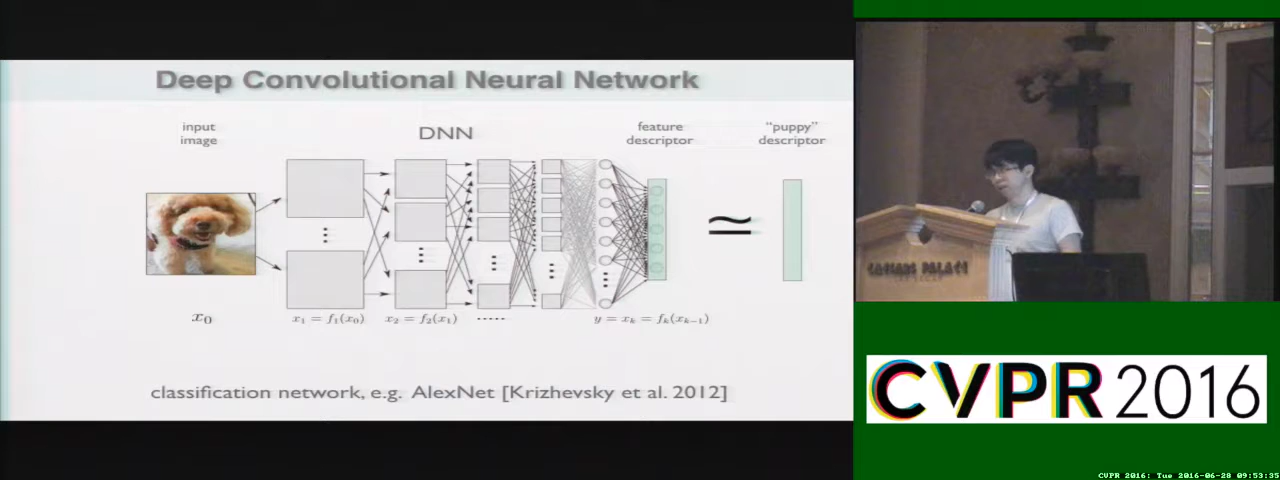 Deep Convolutional Neural Network
input
image
DNN
feature
descriptor
"puppy"
descriptor
≅
x₀
x₁ = f₁(x₀)
x₂ = f₂(x₁)
.....
y = xₖ = fₖ(xₖ₋₁)
classification network, e.g. AlexNet [Krizhevsky et al. 2012]
CAESARS PALACE
CVPR 2016
CVPR 2016: Tue 2016-06-28 09:53:35